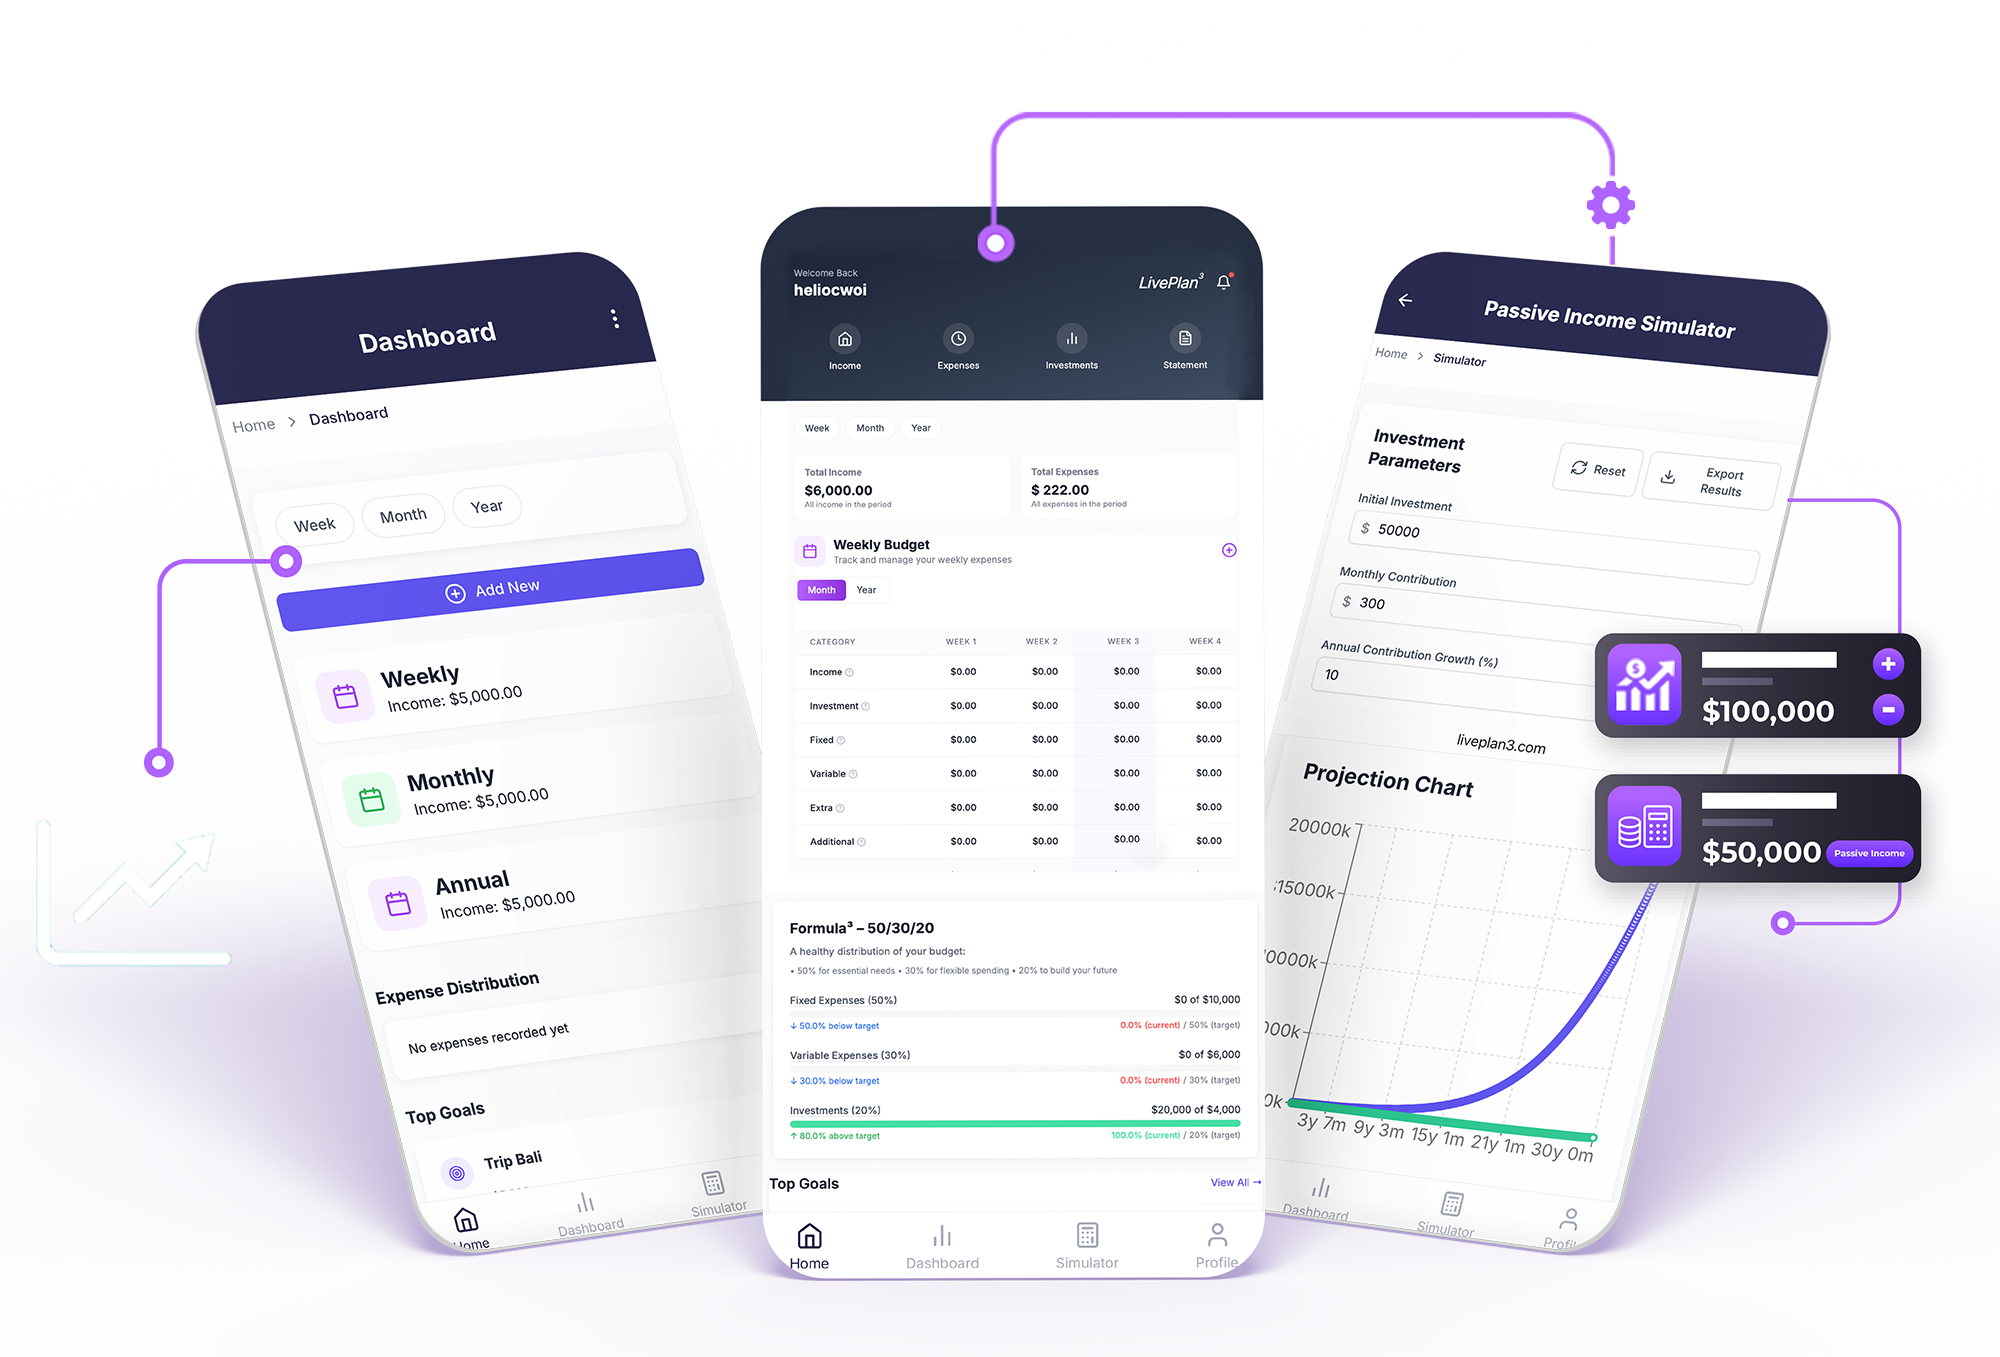 Dashboard
Home > Dashboard
Week Month Year
Add New
Weekly
Income: $5,000.00
Monthly
Income: $5,000.00
Annual
Income: $5,000.00
Expense Distribution
No expenses recorded yet
Top Goals
Trip Bali
Home Dashboard Simulator
Welcome Back
heliocwoi
LivePlan³
Income Expenses Investments Statement
Week Month Year
Total Income
$6,000.00
All income in the period
Total Expenses
$ 222.00
All expenses in the period
Weekly Budget
Track and manage your weekly expenses
Month Year
CATEGORY WEEK 1 WEEK 2 WEEK 3 WEEK 4
Income $0.00 $0.00 $0.00 $0.00
Investment $0.00 $0.00 $0.00 $0.00
Fixed $0.00 $0.00 $0.00 $0.00
Variable $0.00 $0.00 $0.00 $0.00
Extra $0.00 $0.00 $0.00 $0.00
Additional $0.00 $0.00 $0.00 $0.00
Formula³ – 50/30/20
A healthy distribution of your budget:
• 50% for essential needs • 30% for flexible spending • 20% to build your future
Fixed Expenses (50%) $0 of $10,000
↓ 50.0% below target 0.0% (current) / 50% (target)
Variable Expenses (30%) $0 of $6,000
↓ 30.0% below target 0.0% (current) / 30% (target)
Investments (20%) $20,000 of $4,000
↑ 80.0% above target 100.0% (current) / 20% (target)
Top Goals View All →
Home Dashboard Simulator Profile
Passive Income Simulator
Home > Simulator
Investment
Parameters
Reset
Export
Results
Initial Investment
$ 50000
Monthly Contribution
$ 300
Annual Contribution Growth (%)
10
liveplan3.com
Projection Chart
20000k
15000k
0000k
000k
0k
3y 7m 9y 3m 15y 1m 21y 1m 30y 0m
Dashboard Simulator Profile
$100,000
$50,000 Passive Income